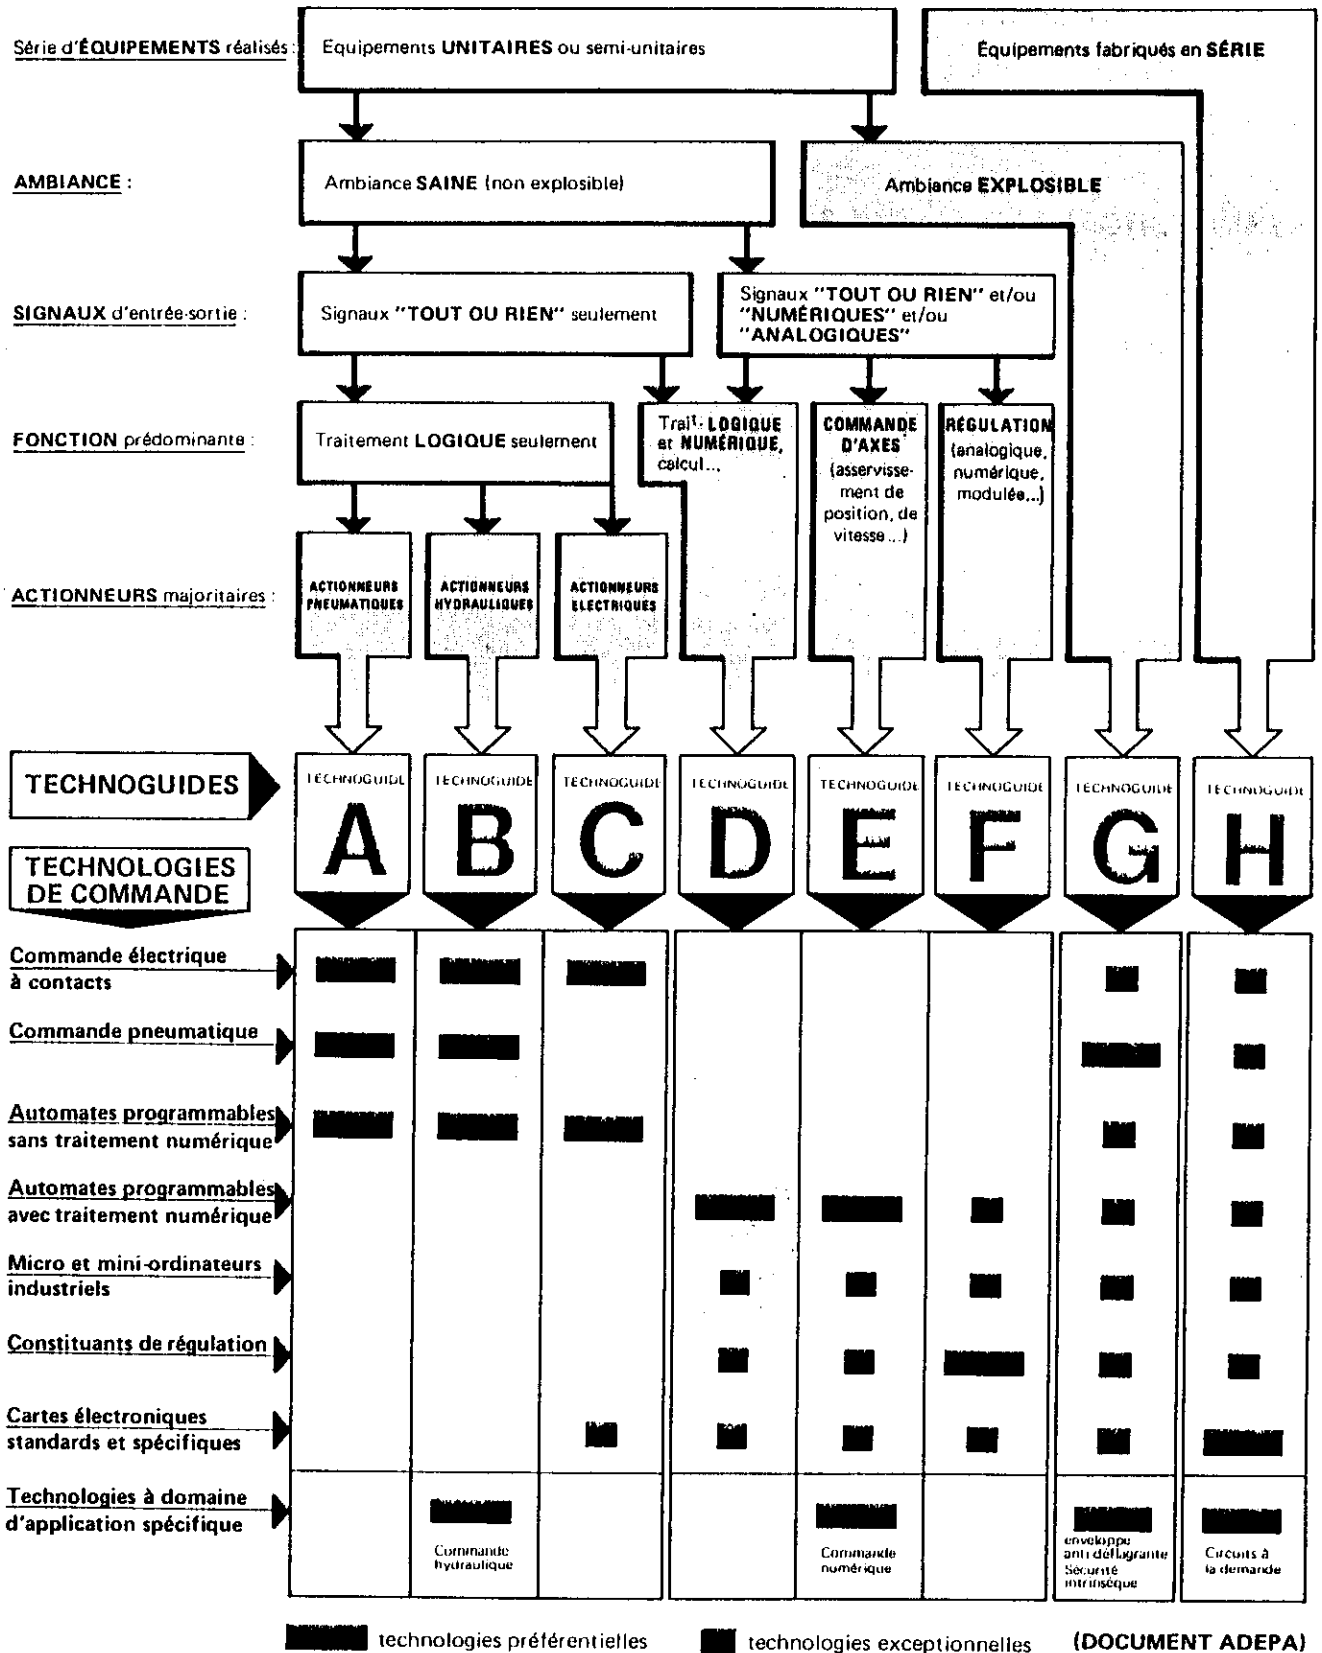 Série d'ÉQUIPEMENTS réalisés :
Equipements UNITAIRES ou semi-unitaires
Équipements fabriqués en SÉRIE
AMBIANCE :
Ambiance SAINE (non explosible)
Ambiance EXPLOSIBLE
SIGNAUX d'entrée-sortie :
Signaux "TOUT OU RIEN" seulement
Signaux "TOUT OU RIEN" et/ou
"NUMÉRIQUES" et/ou
"ANALOGIQUES"
FONCTION prédominante :
Traitement LOGIQUE seulement
Trait. LOGIQUE
et NUMÉRIQUE,
calcul...
COMMANDE
D'AXES
(asservisse-
ment de
position, de
vitesse...)
RÉGULATION
(analogique,
numérique,
modulée...)
ACTIONNEURS majoritaires :
ACTIONNEURS
PNEUMATIQUES
ACTIONNEURS
HYDRAULIQUES
ACTIONNEURS
ELECTRIQUES
TECHNOGUIDES
TECHNOGUIDE
A
TECHNOGUIDE
B
TECHNOGUIDE
C
TECHNOGUIDE
D
TECHNOGUIDE
E
TECHNOGUIDE
F
TECHNOGUIDE
G
TECHNOGUIDE
H
TECHNOLOGIES
DE COMMANDE
Commande électrique
à contacts
Commande pneumatique
Automates programmables
sans traitement numérique
Automates programmables
avec traitement numérique
Micro et mini-ordinateurs
industriels
Constituants de régulation
Cartes électroniques
standards et spécifiques
Technologies à domaine
d'application spécifique
Commande
hydraulique
Commande
numérique
enveloppe
anti déflagrante
Sécurité
intrinsèque
Circuits à
la demande
technologies préférentielles
technologies exceptionnelles
(DOCUMENT ADEPA)